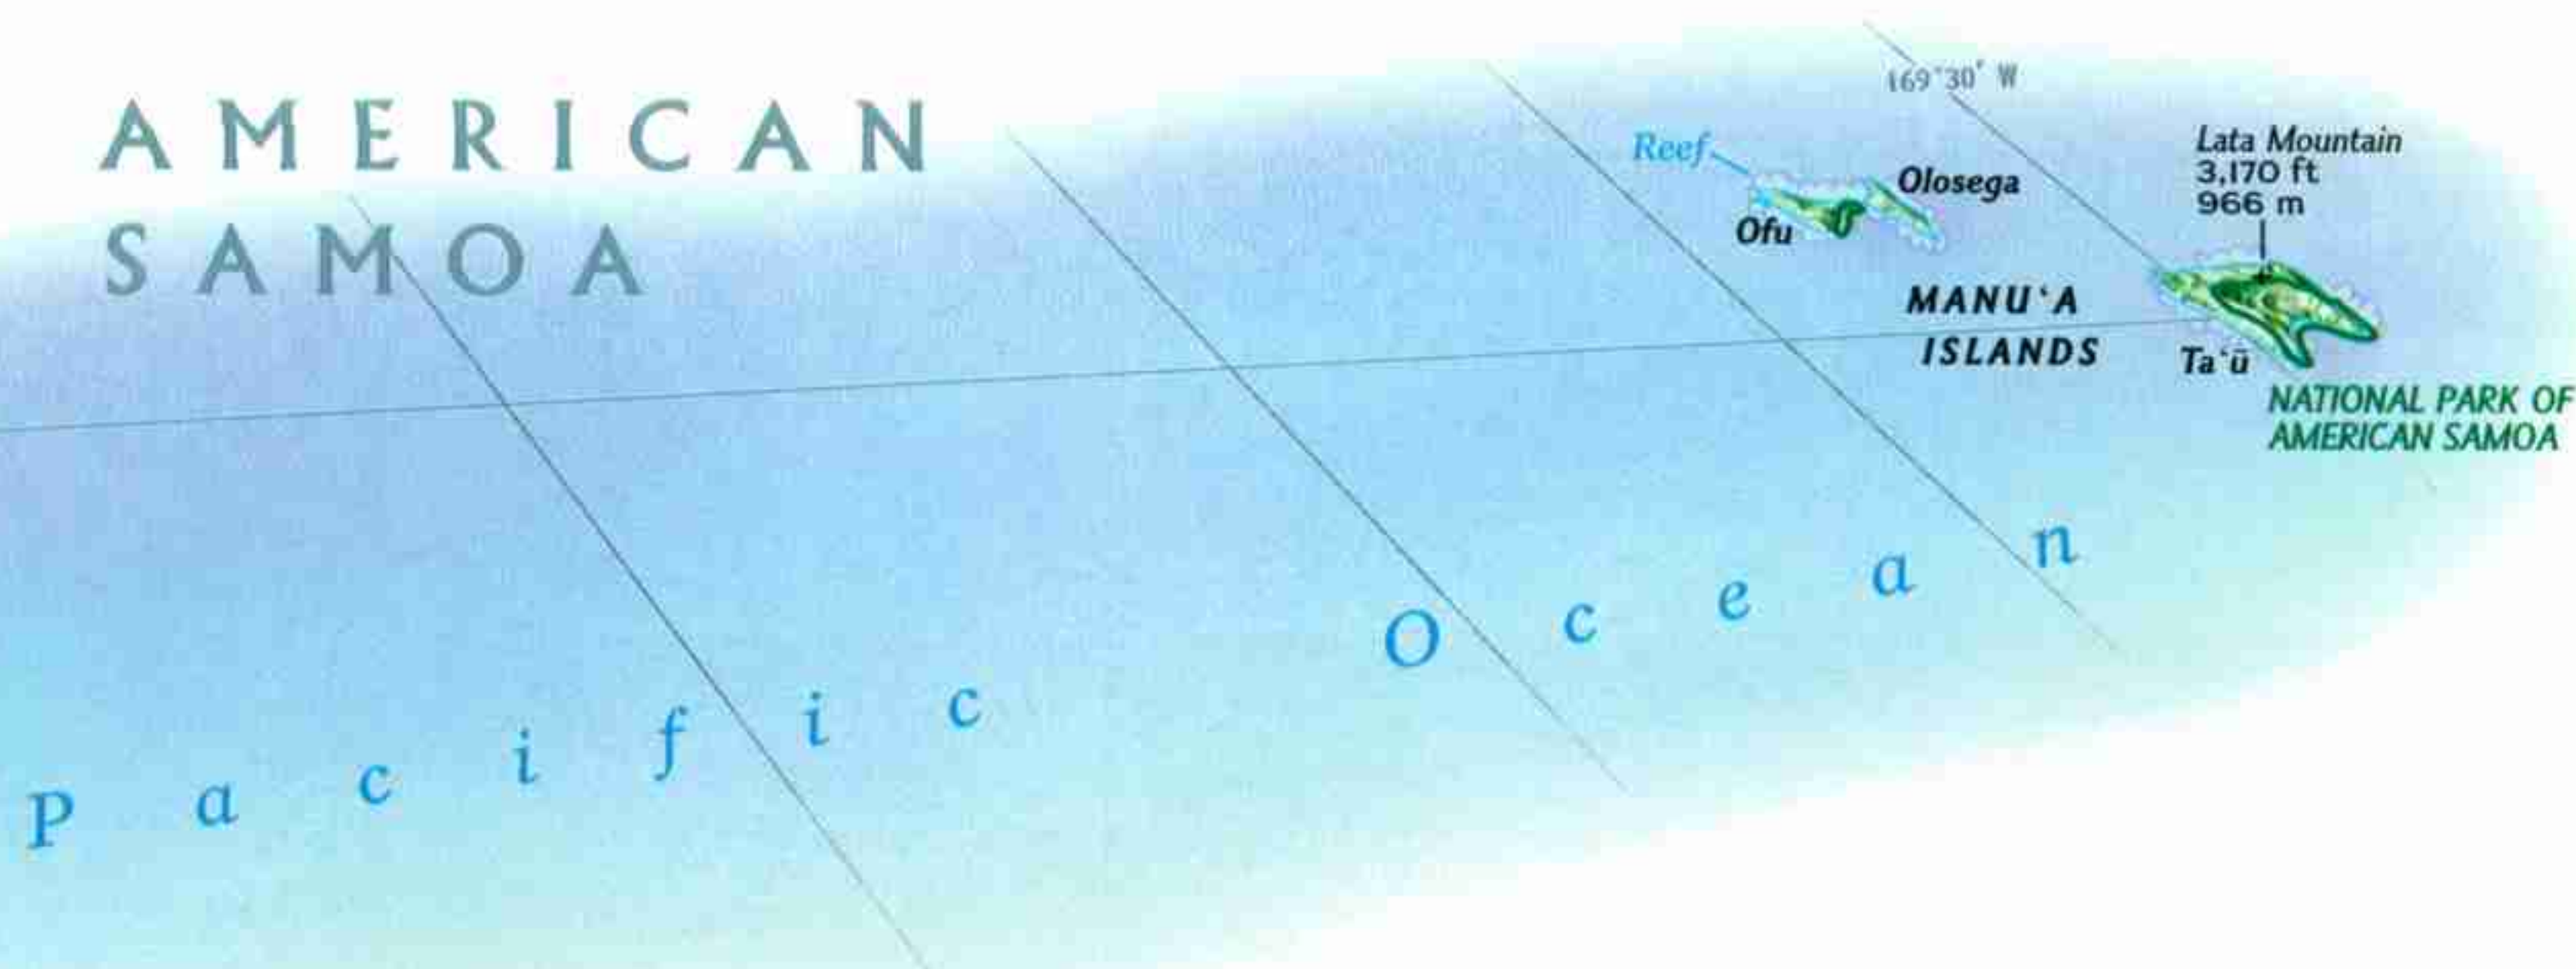 AMERICAN
SAMOA
169°30' W
Reef
Olosega
Ofu
Lata Mountain
3,170 ft
966 m
MANU‘A
ISLANDS
Ta‘ū
NATIONAL PARK OF
AMERICAN SAMOA
Pacific Ocean